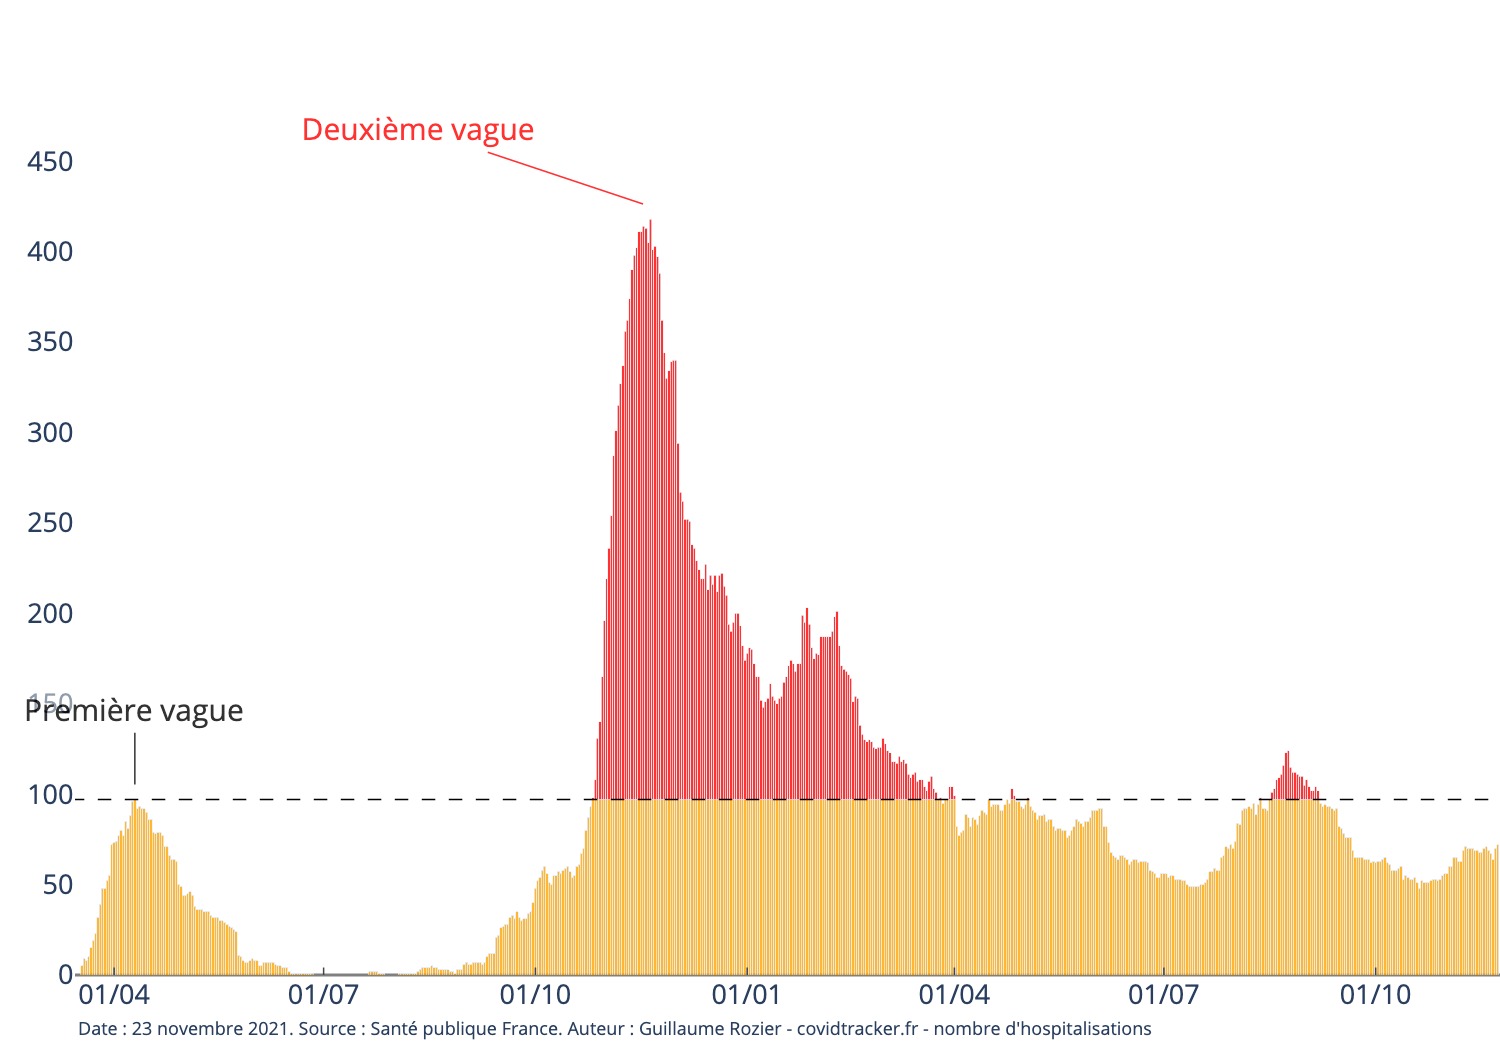 Deuxième vague
450
400
350
300
250
200
150
Première vague
100
50
0
01/04 01/07 01/10 01/01 01/04 01/07 01/10
Date : 23 novembre 2021. Source : Santé publique France. Auteur : Guillaume Rozier - covidtracker.fr - nombre d'hospitalisations